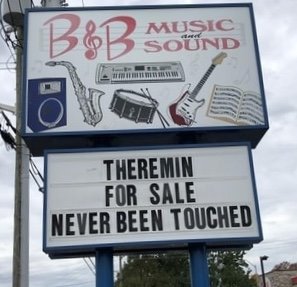 B&B MUSIC
and
SOUND
THEREMIN
FOR SALE
NEVER BEEN TOUCHED